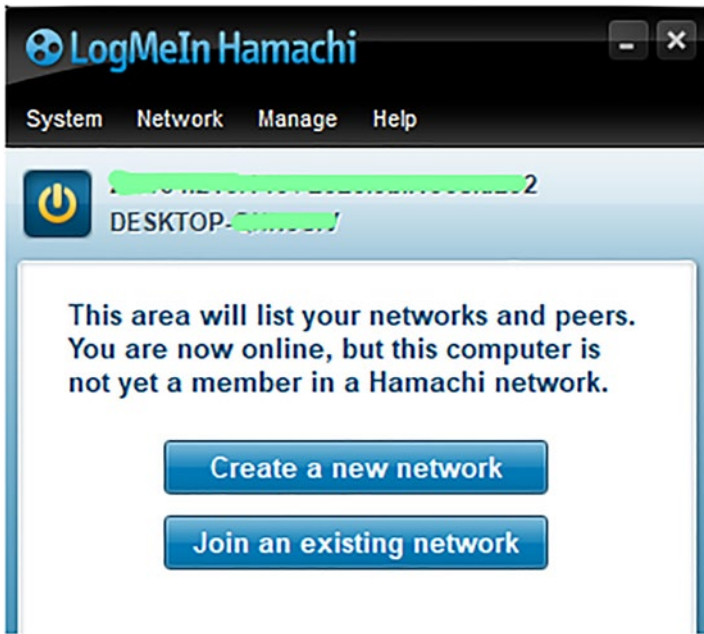 LogMeIn Hamachi
System Network Manage Help
DESKTOP-
This area will list your networks and peers.
You are now online, but this computer is
not yet a member in a Hamachi network.
Create a new network
Join an existing network